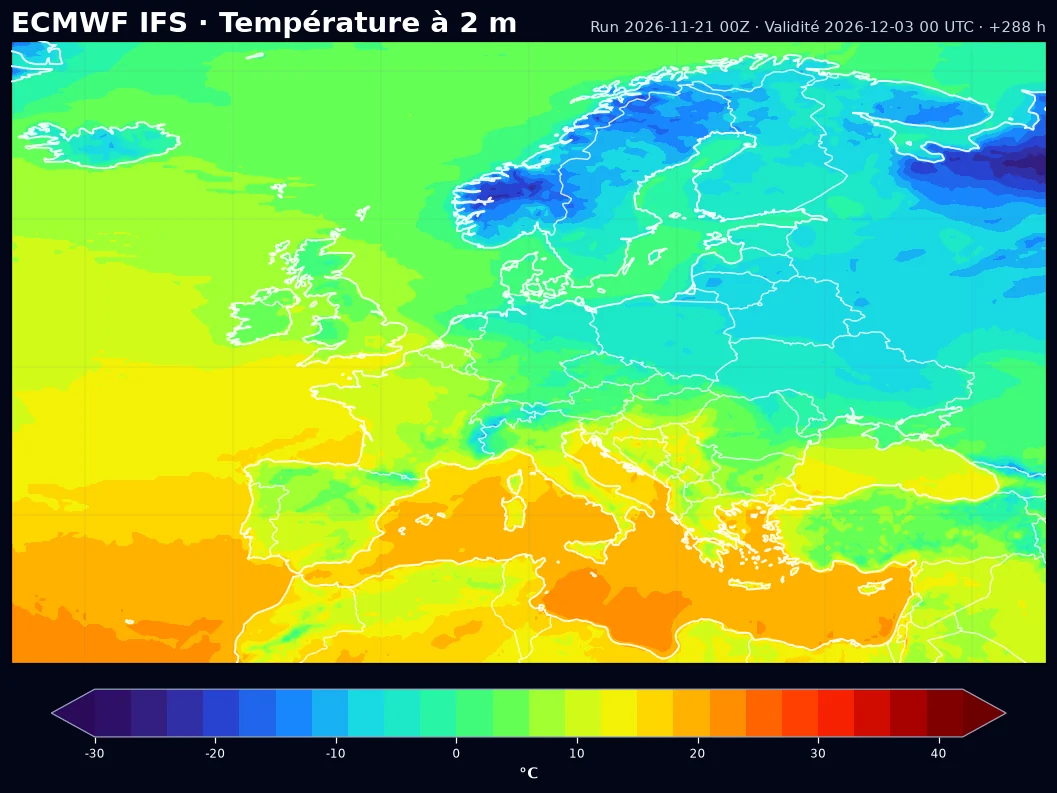 ECMWF IFS · Température à 2 m
Run 2026-11-21 00Z · Validité 2026-12-03 00 UTC · +288 h
-30 -20 -10 0 10 20 30 40
°C